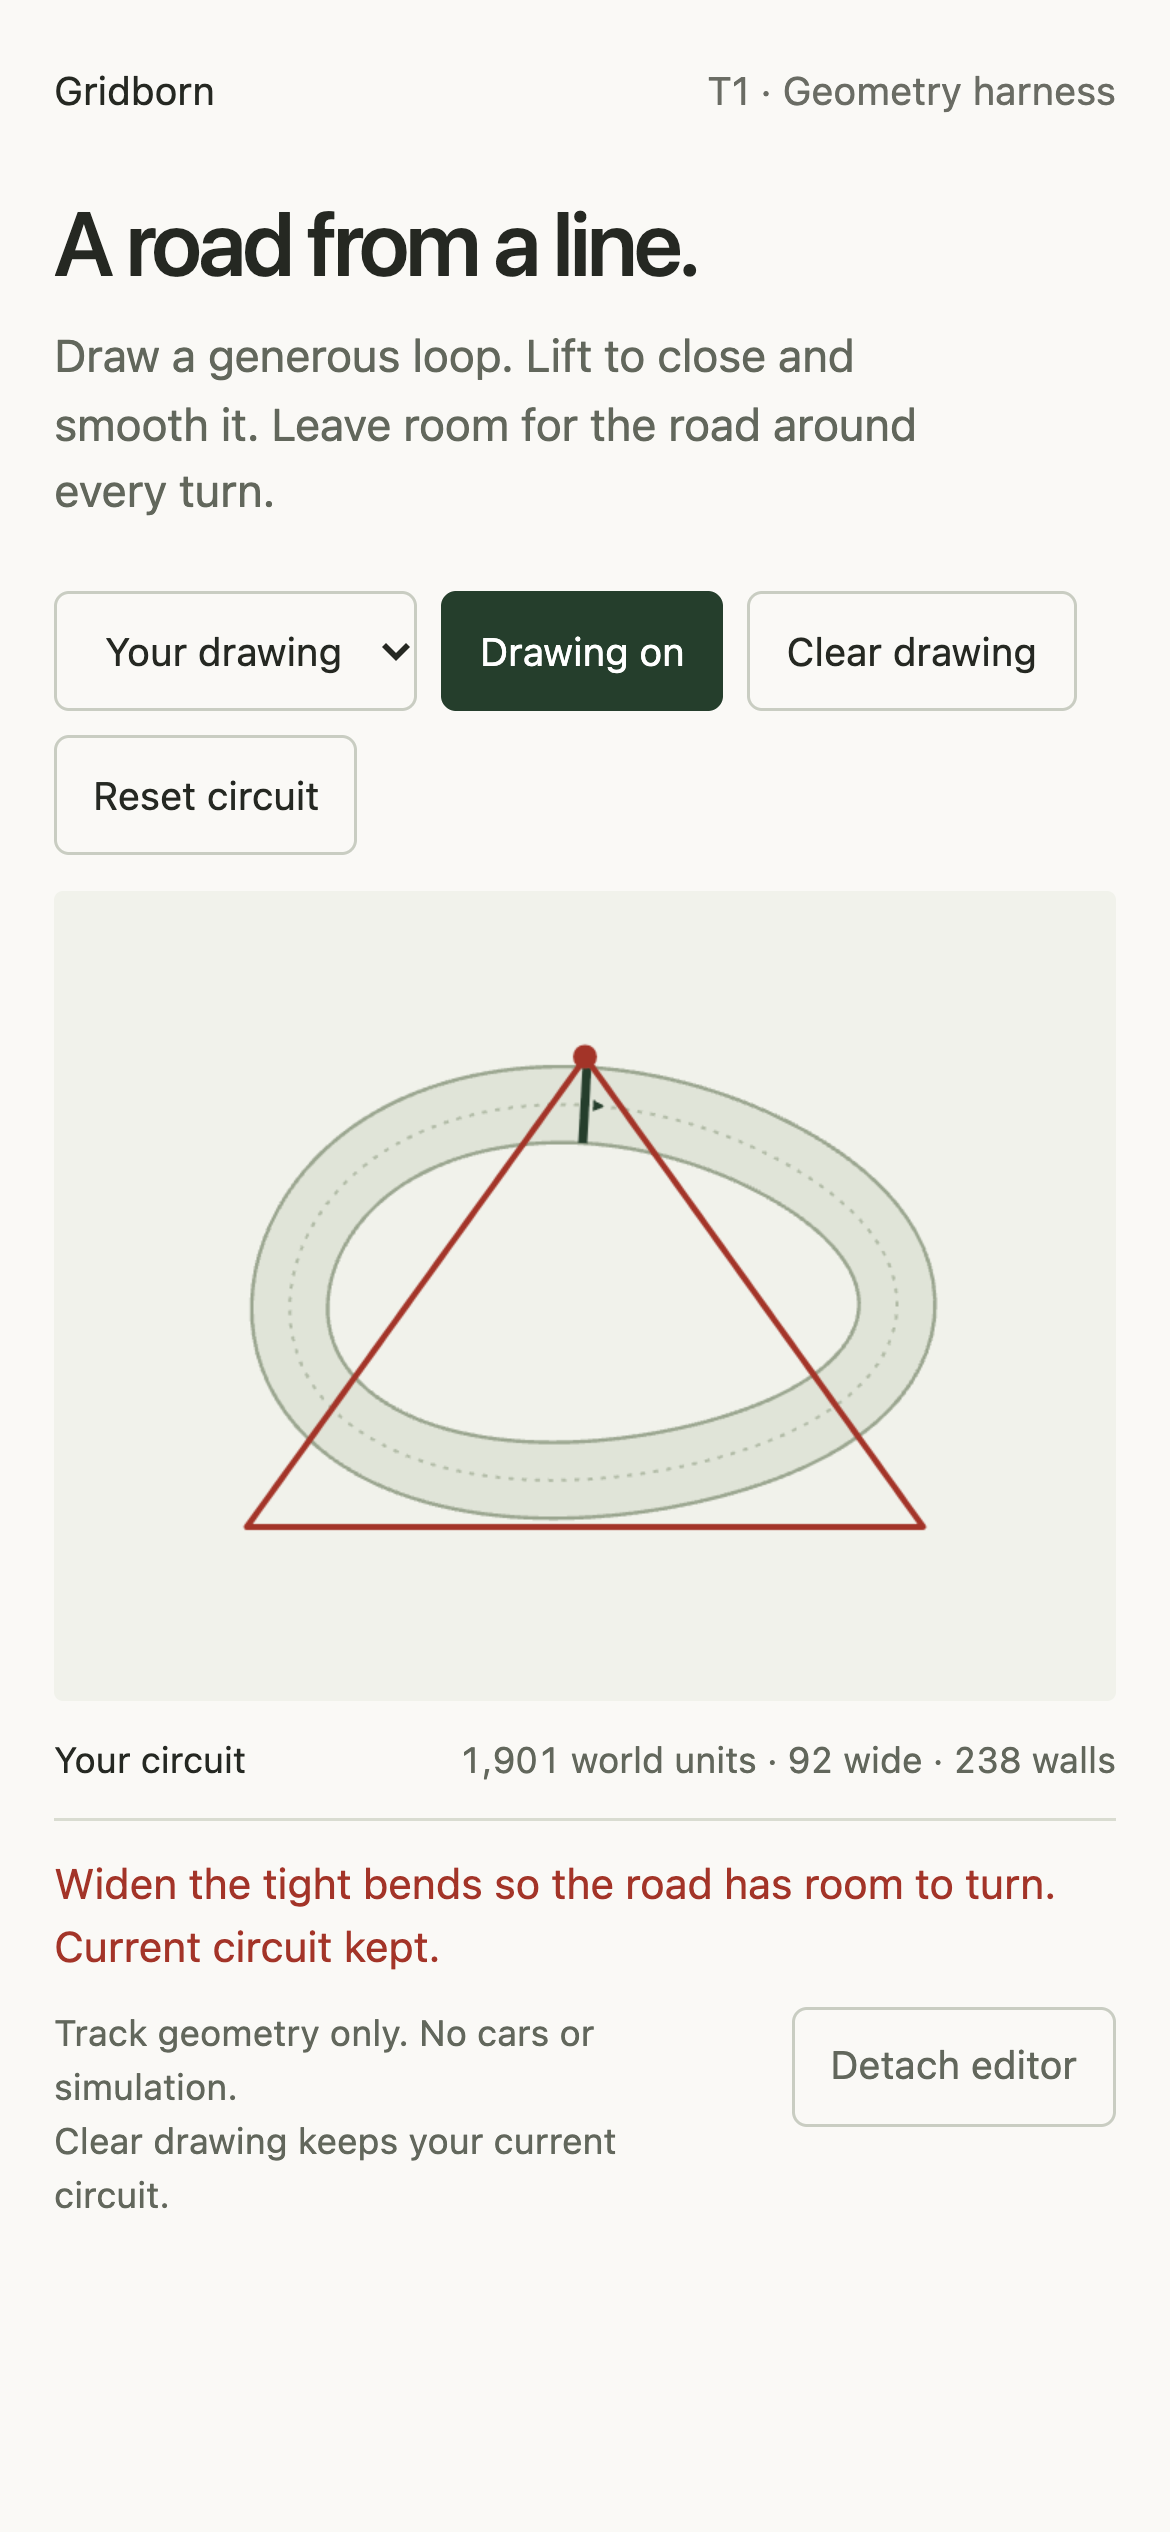 Gridborn
T1 · Geometry harness
A road from a line.
Draw a generous loop. Lift to close and
smooth it. Leave room for the road around
every turn.
Your drawing
Drawing on
Clear drawing
Reset circuit
Your circuit
1,901 world units · 92 wide · 238 walls
Widen the tight bends so the road has room to turn.
Current circuit kept.
Track geometry only. No cars or
simulation.
Clear drawing keeps your current
circuit.
Detach editor